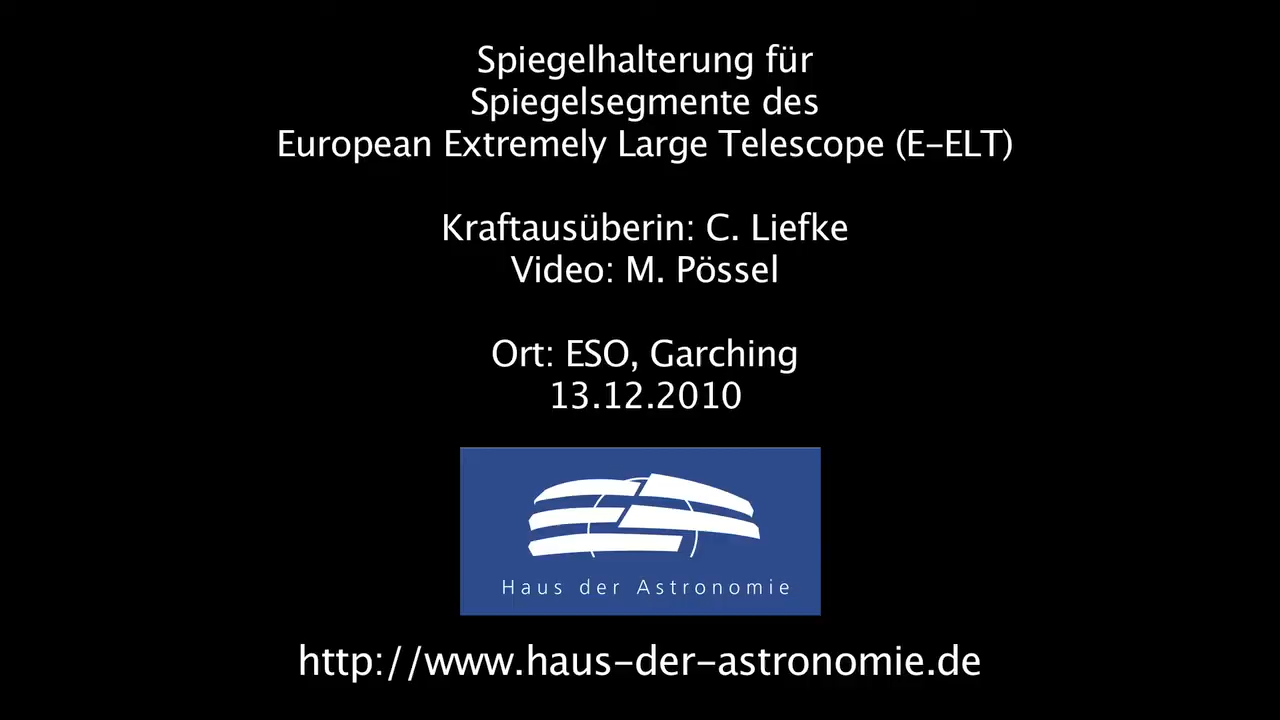 Spiegelhalterung für
Spiegelsegmente des
European Extremely Large Telescope (E-ELT)
Kraftausüberin: C. Liefke
Video: M. Pössel
Ort: ESO, Garching
13.12.2010
Haus der Astronomie
http://www.haus-der-astronomie.de